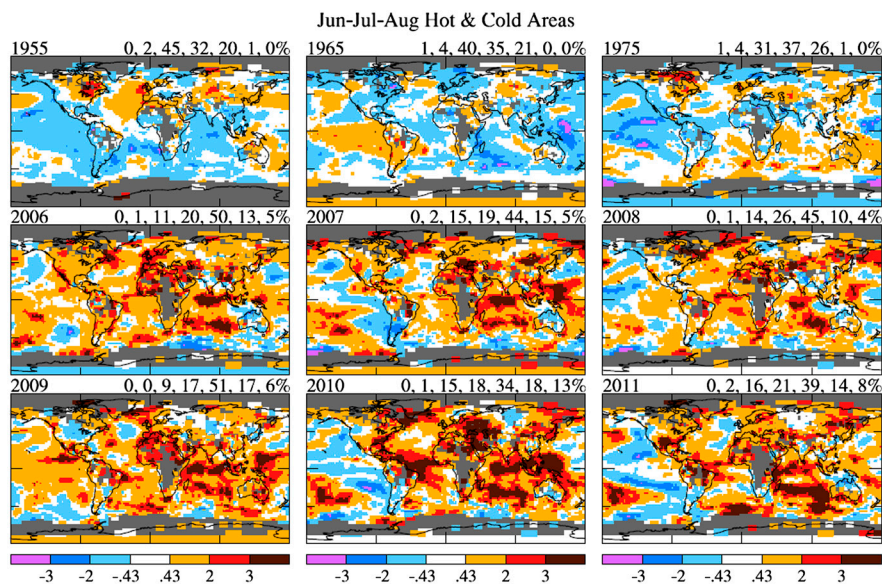 Jun-Jul-Aug Hot & Cold Areas
1955 0, 2, 45, 32, 20, 1, 0%
1965 1, 4, 40, 35, 21, 0, 0%
1975 1, 4, 31, 37, 26, 1, 0%
2006 0, 1, 11, 20, 50, 13, 5%
2007 0, 2, 15, 19, 44, 15, 5%
2008 0, 1, 14, 26, 45, 10, 4%
2009 0, 0, 9, 17, 51, 17, 6%
2010 0, 1, 15, 18, 34, 18, 13%
2011 0, 2, 16, 21, 39, 14, 8%
-3 -2 -.43 .43 2 3
-3 -2 -.43 .43 2 3
-3 -2 -.43 .43 2 3